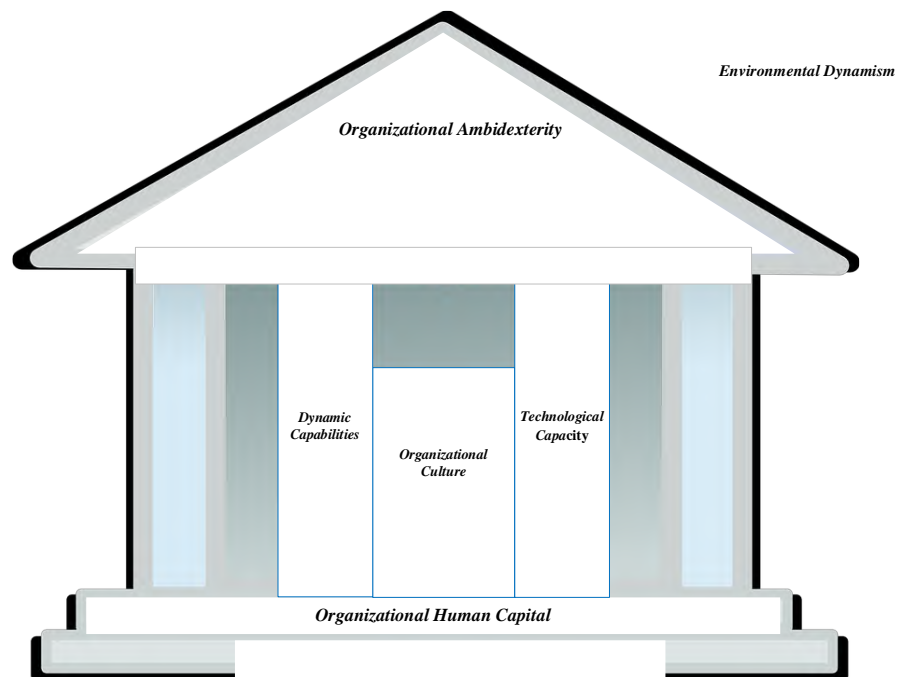 Environmental Dynamism
Organizational Ambidexterity
Dynamic
Capabilities
Organizational
Culture
Technological
Capacity
Organizational Human Capital